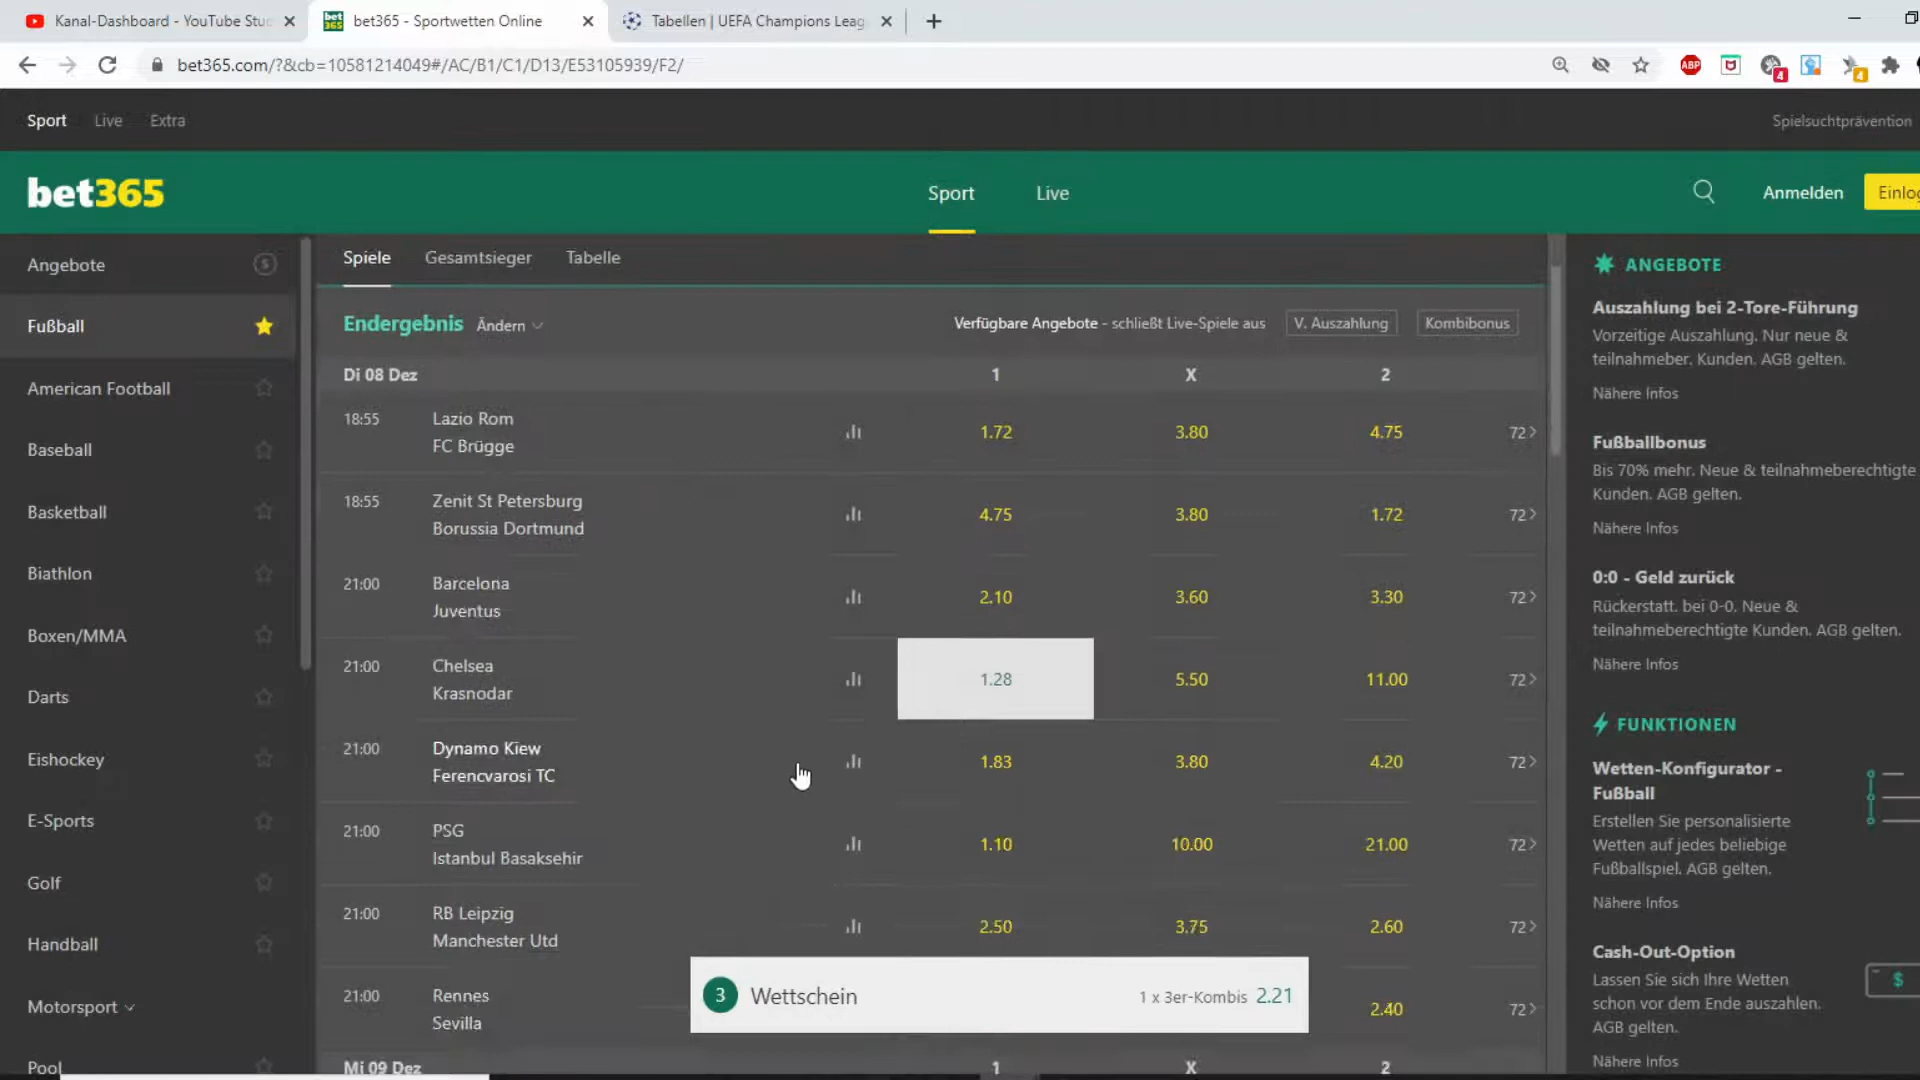 Kanal-Dashboard - YouTube Stu
bet365 - Sportwetten Online
Tabellen | UEFA Champions Leag
bet365.com/?&cb=10581214049#/AC/B1/C1/D13/E53105939/F2/
ABP
4
4
Sport
Live
Extra
Spielsuchtprävention
bet365
Sport
Live
Anmelden
Einlog
Angebote
Fußball
American Football
Baseball
Basketball
Biathlon
Boxen/MMA
Darts
Eishockey
E-Sports
Golf
Handball
Motorsport
Pool
Spiele
Gesamtsieger
Tabelle
Endergebnis
Ändern
Verfügbare Angebote - schließt Live-Spiele aus
V. Auszahlung
Kombibonus
Di 08 Dez 1 X 2
18:55 Lazio Rom
FC Brügge
1.72 3.80 4.75 72
18:55 Zenit St Petersburg
Borussia Dortmund
4.75 3.80 1.72 72
21:00 Barcelona
Juventus
2.10 3.60 3.30 72
21:00 Chelsea
Krasnodar
1.28 5.50 11.00 72
21:00 Dynamo Kiew
Ferencvarosi TC
1.83 3.80 4.20 72
21:00 PSG
Istanbul Basaksehir
1.10 10.00 21.00 72
21:00 RB Leipzig
Manchester Utd
2.50 3.75 2.60 72
21:00 Rennes
Sevilla
2.40 72
3 Wettschein 1 x 3er-Kombis 2.21
Mi 09 Dez 1 X 2
ANGEBOTE
Auszahlung bei 2-Tore-Führung
Vorzeitige Auszahlung. Nur neue &
teilnahmeber. Kunden. AGB gelten.
Nähere Infos
Fußballbonus
Bis 70% mehr. Neue & teilnahmeberechtigte
Kunden. AGB gelten.
Nähere Infos
0:0 - Geld zurück
Rückerstatt. bei 0-0. Neue &
teilnahmeberechtigte Kunden. AGB gelten.
Nähere Infos
FUNKTIONEN
Wetten-Konfigurator -
Fußball
Erstellen Sie personalisierte
Wetten auf jedes beliebige
Fußballspiel. AGB gelten.
Nähere Infos
Cash-Out-Option
Lassen Sie sich Ihre Wetten
schon vor dem Ende auszahlen.
AGB gelten.
Nähere Infos